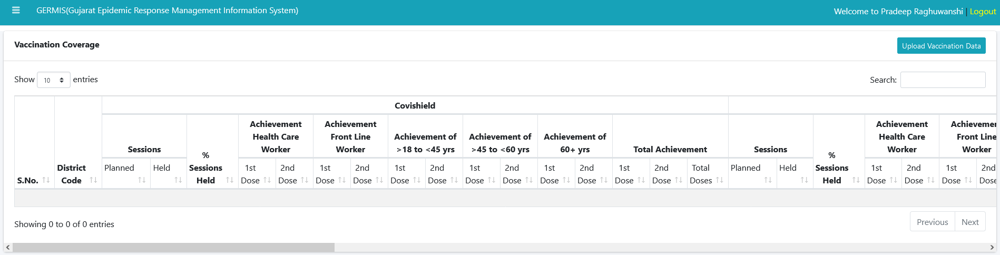 GERMIS(Gujarat Epidemic Response Management Information System)
Welcome to Pradeep Raghuwanshi | Logout
Vaccination Coverage
Upload Vaccination Data
Show 10 entries
Search:
Covishield
Achievement Achievement Achievement Achievemen
Health Care Front Line Achievement of Achievement of Achievement of Health Care Front Line
Sessions Worker Worker >18 to <45 yrs >45 to <60 yrs 60+ yrs Total Achievement Sessions Worker Worker
% %
District Planned Held Sessions 1st 2nd 1st 2nd 1st 2nd 1st 2nd 1st 2nd 1st 2nd Total Planned Held Sessions 1st 2nd 1st 2nd
S.No. Code Held Dose Dose Dose Dose Dose Dose Dose Dose Dose Dose Dose Dose Doses Held Dose Dose Dose Dose
Showing 0 to 0 of 0 entries
Previous Next